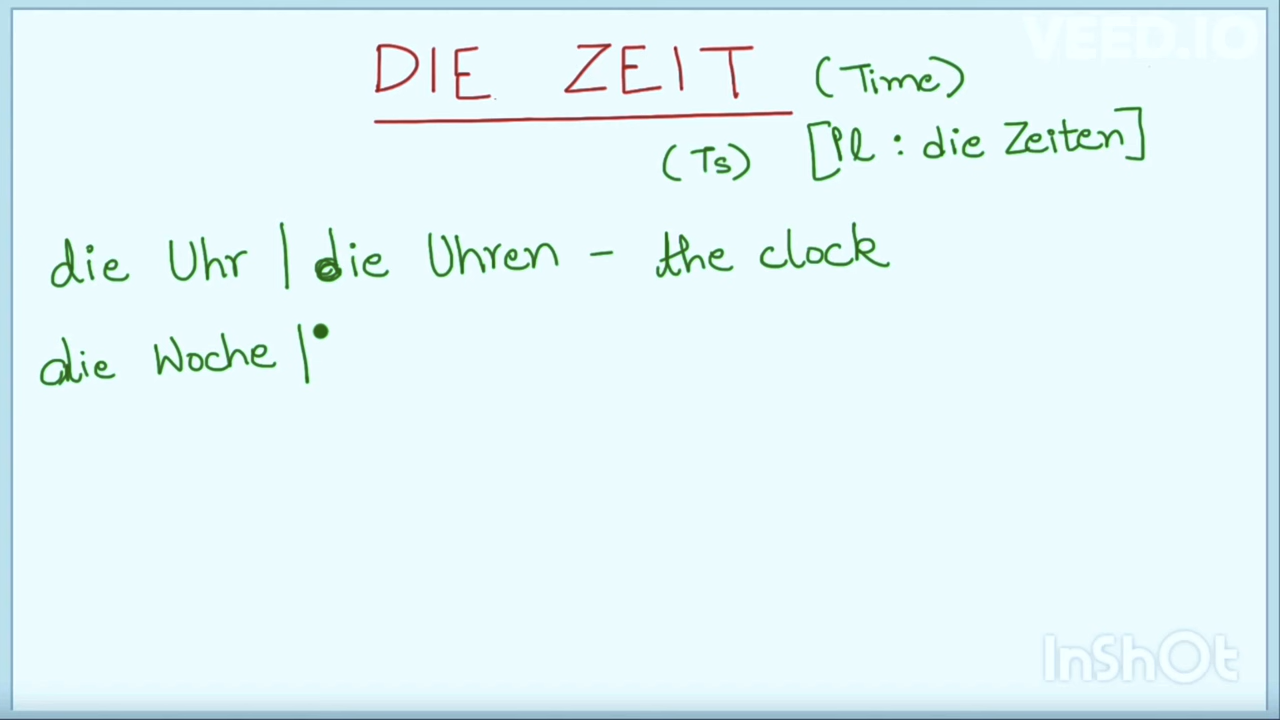 VEED.IO
DIE ZEIT (Time)
(Ts) [Pl : die Zeiten]
die Uhr | die Uhren - the clock
die Woche |
InShOt